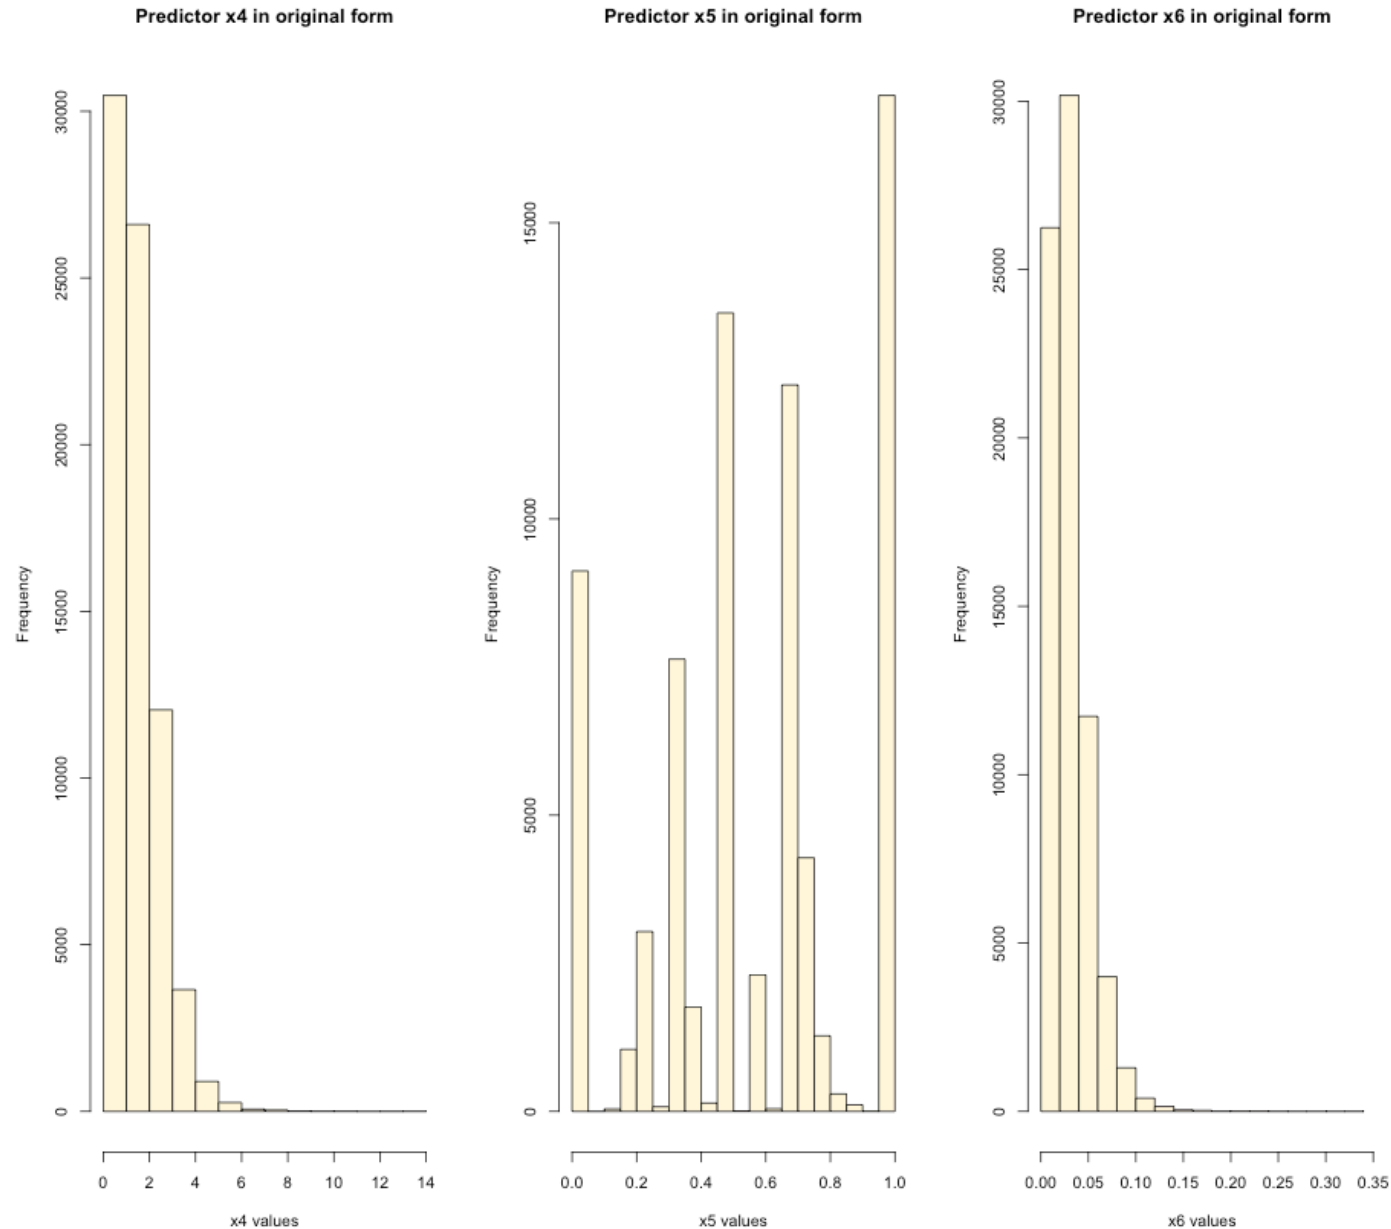 Predictor x4 in original form
Frequency
30000
25000
20000
15000
10000
5000
0
0 2 4 6 8 10 12 14
x4 values
Predictor x5 in original form
Frequency
15000
10000
5000
0
0.0 0.2 0.4 0.6 0.8 1.0
x5 values
Predictor x6 in original form
Frequency
30000
25000
20000
15000
10000
5000
0
0.00 0.05 0.10 0.15 0.20 0.25 0.30 0.35
x6 values